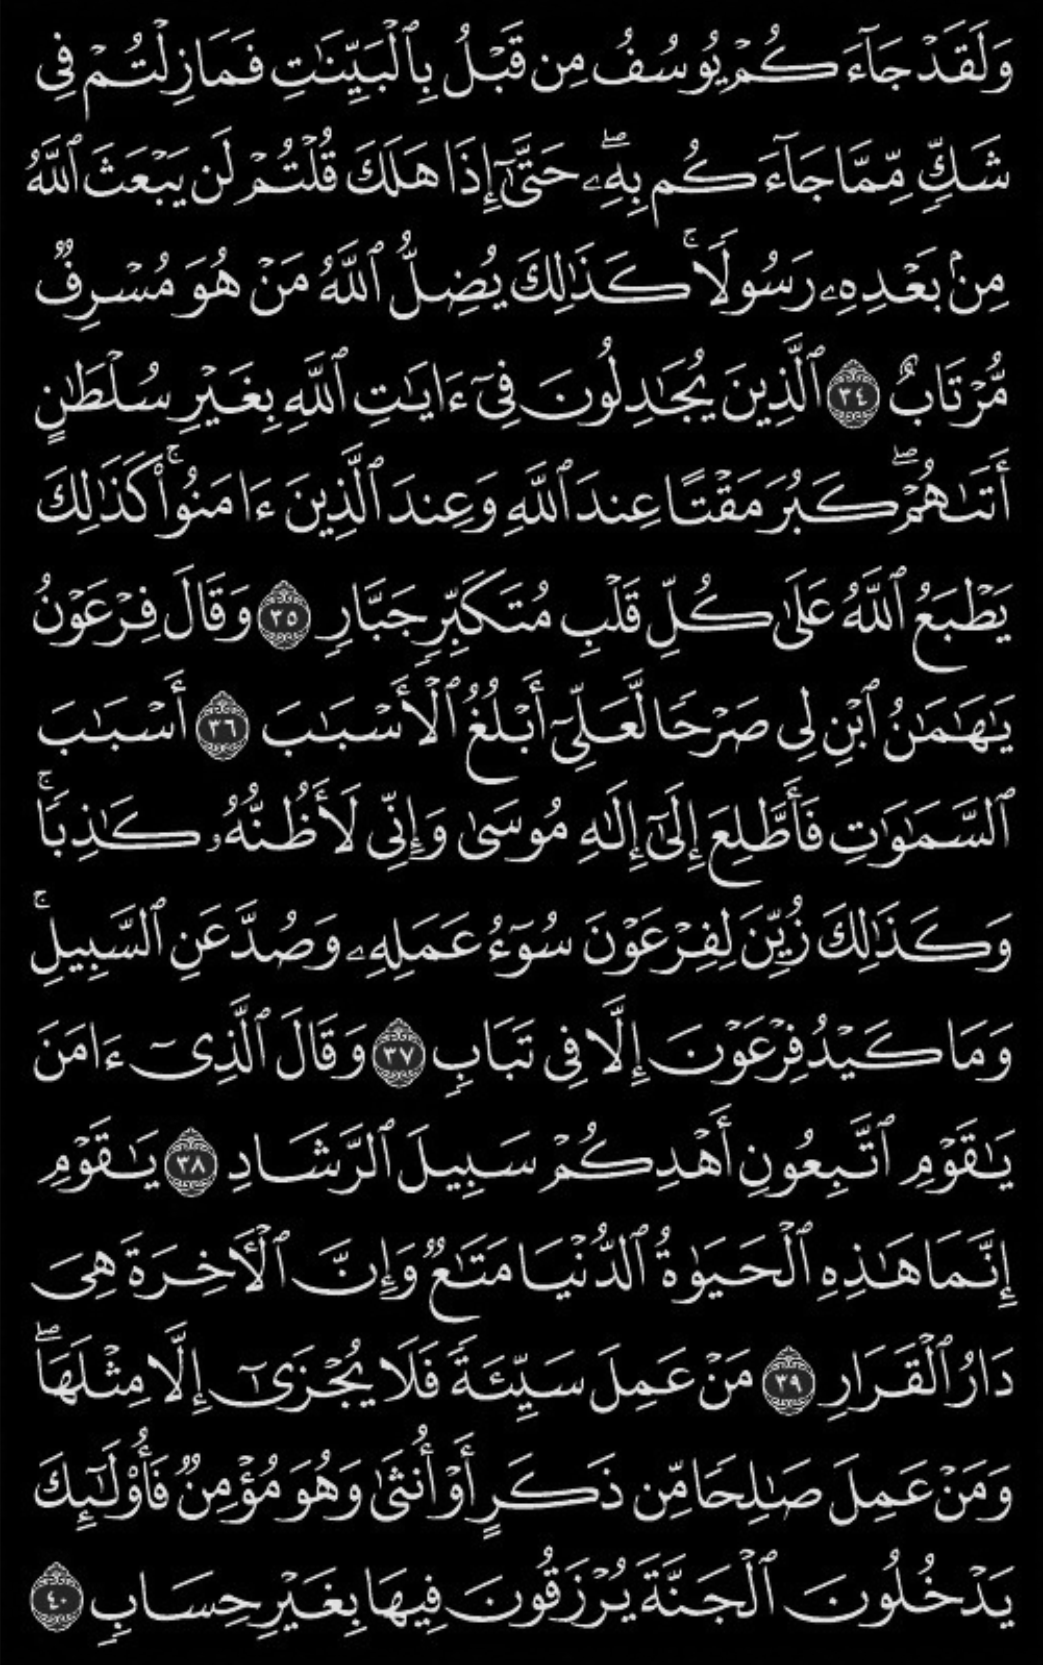 وَلَقَدْ جَآءَكُمْ يُوسُفُ مِن قَبْلُ بِٱلْبَيِّنَٰتِ فَمَازِلْتُمْ فِى
شَكٍّ مِّمَّا جَآءَكُم بِهِۦۖ حَتَّىٰٓ إِذَا هَلَكَ قُلْتُمْ لَن يَبْعَثَ ٱللَّهُ
مِنۢ بَعْدِهِۦ رَسُولًاۚ كَذَٰلِكَ يُضِلُّ ٱللَّهُ مَنْ هُوَ مُسْرِفٌ
مُّرْتَابٌ ٣٤ ٱلَّذِينَ يُجَٰدِلُونَ فِىٓ ءَايَٰتِ ٱللَّهِ بِغَيْرِ سُلْطَٰنٍ
أَتَىٰهُمْۖ كَبُرَ مَقْتًا عِندَ ٱللَّهِ وَعِندَ ٱلَّذِينَ ءَامَنُوا۟ۚ كَذَٰلِكَ
يَطْبَعُ ٱللَّهُ عَلَىٰ كُلِّ قَلْبِ مُتَكَبِّرٍ جَبَّارٍ ٣٥ وَقَالَ فِرْعَوْنُ
يَٰهَٰمَٰنُ ٱبْنِ لِى صَرْحًا لَّعَلِّىٓ أَبْلُغُ ٱلْأَسْبَٰبَ ٣٦ أَسْبَٰبَ
ٱلسَّمَٰوَٰتِ فَأَطَّلِعَ إِلَىٰٓ إِلَٰهِ مُوسَىٰ وَإِنِّى لَأَظُنُّهُۥ كَٰذِبًاۚ
وَكَذَٰلِكَ زُيِّنَ لِفِرْعَوْنَ سُوٓءُ عَمَلِهِۦ وَصُدَّ عَنِ ٱلسَّبِيلِۚ
وَمَا كَيْدُ فِرْعَوْنَ إِلَّا فِى تَبَابٍ ٣٧ وَقَالَ ٱلَّذِىٓ ءَامَنَ
يَٰقَوْمِ ٱتَّبِعُونِ أَهْدِكُمْ سَبِيلَ ٱلرَّشَادِ ٣٨ يَٰقَوْمِ
إِنَّمَا هَٰذِهِ ٱلْحَيَوٰةُ ٱلدُّنْيَا مَتَٰعٌ وَإِنَّ ٱلْءَاخِرَةَ هِىَ
دَارُ ٱلْقَرَارِ ٣٩ مَنْ عَمِلَ سَيِّئَةً فَلَا يُجْزَىٰٓ إِلَّا مِثْلَهَاۖ
وَمَنْ عَمِلَ صَٰلِحًا مِّن ذَكَرٍ أَوْ أُنثَىٰ وَهُوَ مُؤْمِنٌ فَأُو۟لَٰٓئِكَ
يَدْخُلُونَ ٱلْجَنَّةَ يُرْزَقُونَ فِيهَا بِغَيْرِ حِسَابٍ ٤٠